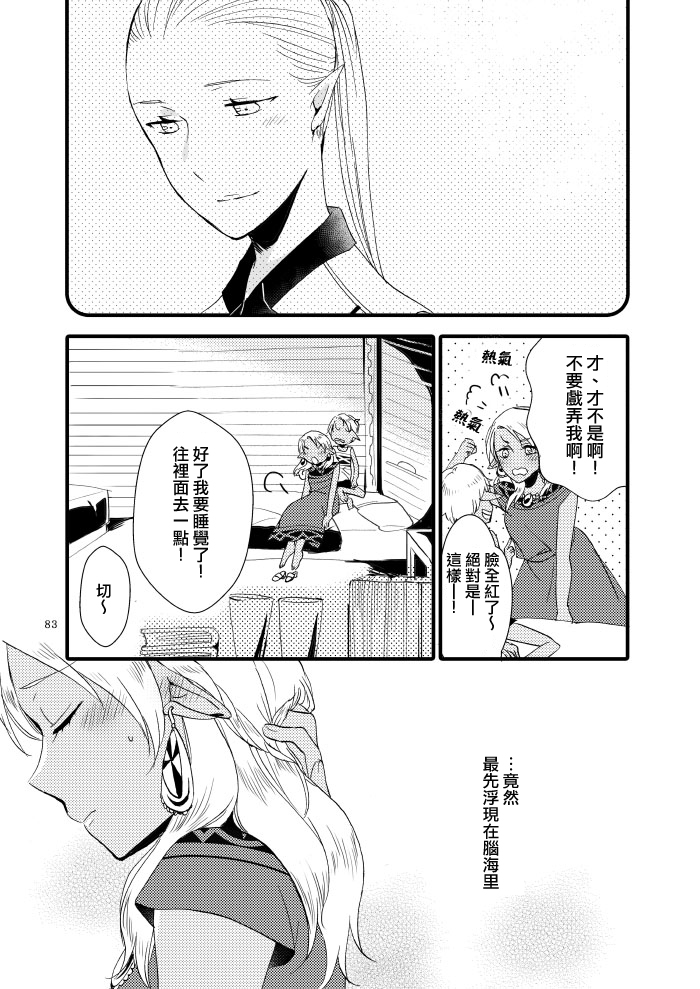 才、才不是啊！
不要戲弄我啊！
熱氣
熱氣
臉全紅了～
絕對是—
這樣—！
好了我要睡覺了！
往裡面去一點！
切～
83
…竟然
最先浮現在腦海里